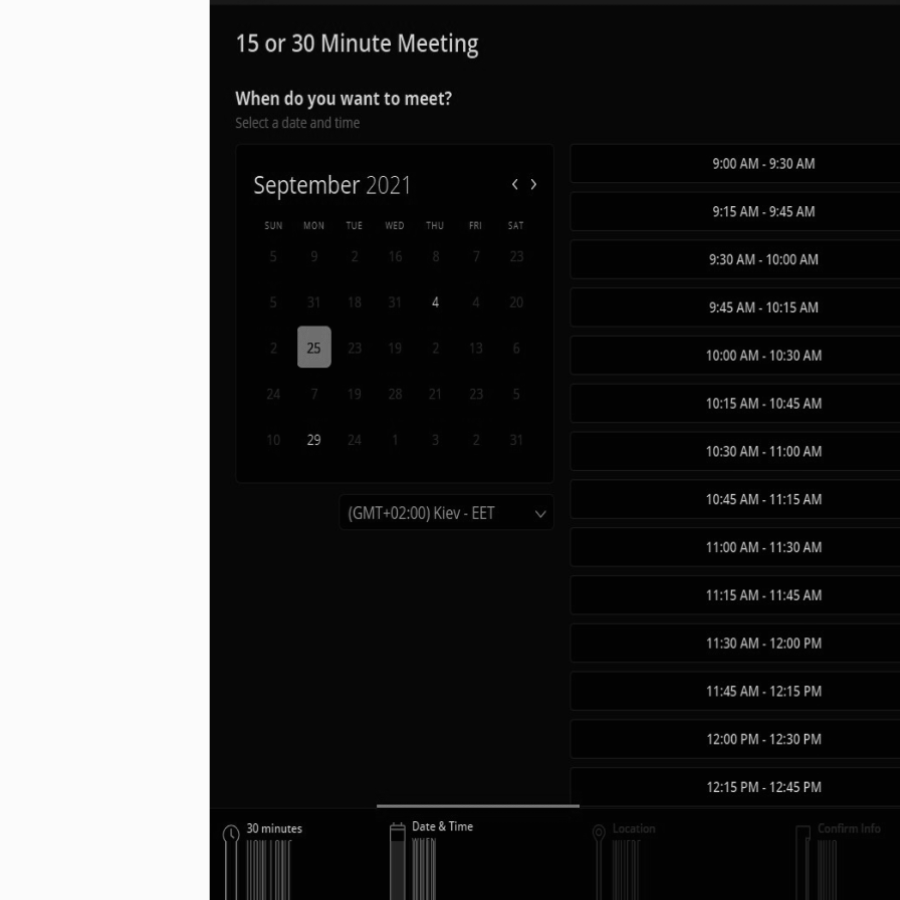 15 or 30 Minute Meeting
When do you want to meet?
Select a date and time
September 2021
SUN MON TUE WED THU FRI SAT
5 9 2 16 8 7 23
5 31 18 31 4 4 20
2 25 23 19 2 13 6
24 7 19 28 21 23 5
10 29 24 1 3 2 31
(GMT+02:00) Kiev - EET
9:00 AM - 9:30 AM
9:15 AM - 9:45 AM
9:30 AM - 10:00 AM
9:45 AM - 10:15 AM
10:00 AM - 10:30 AM
10:15 AM - 10:45 AM
10:30 AM - 11:00 AM
10:45 AM - 11:15 AM
11:00 AM - 11:30 AM
11:15 AM - 11:45 AM
11:30 AM - 12:00 PM
11:45 AM - 12:15 PM
12:00 PM - 12:30 PM
12:15 PM - 12:45 PM
30 minutes
Date & Time
WHEN
Location
Confirm Info